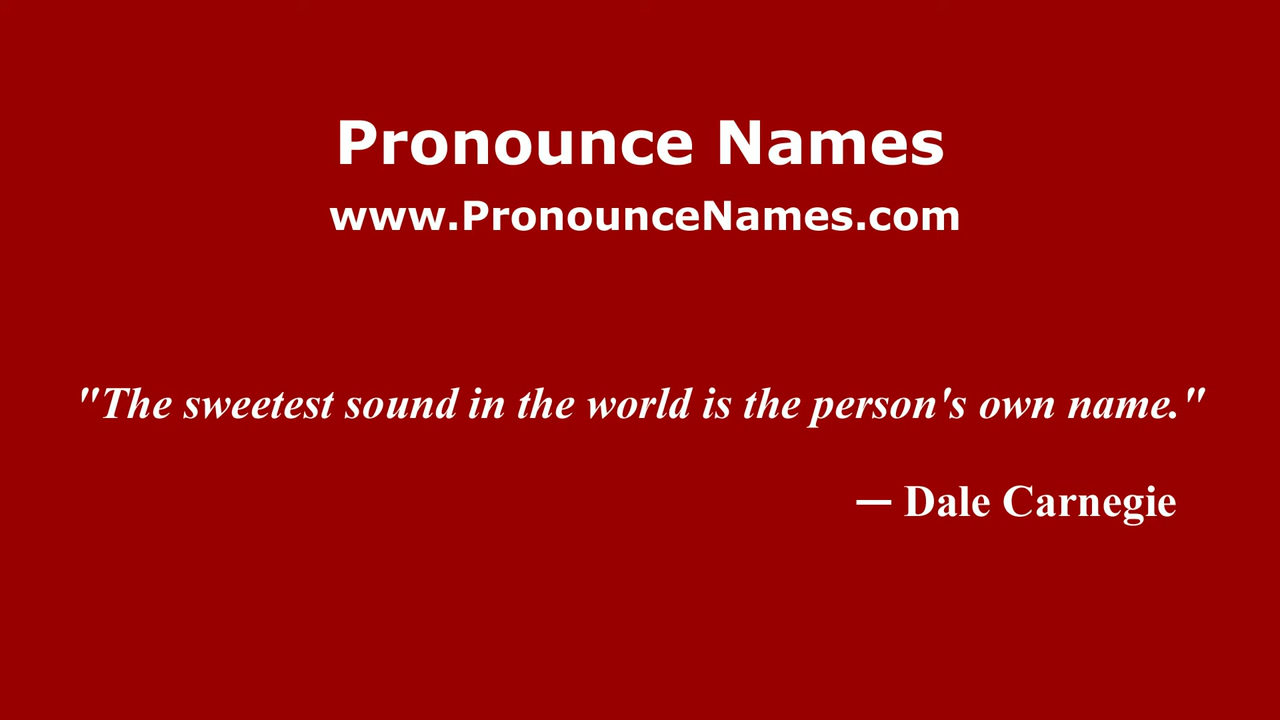 Pronounce Names
www.PronounceNames.com
"The sweetest sound in the world is the person's own name."
— Dale Carnegie